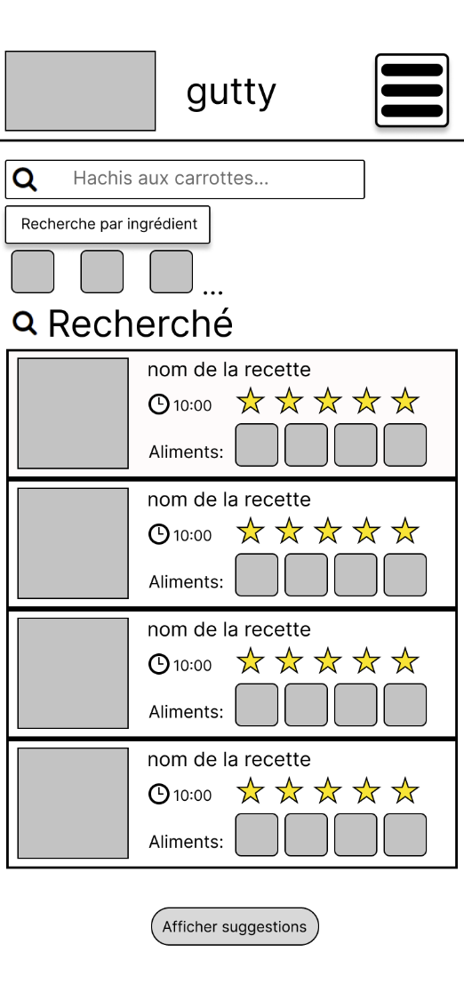 gutty
Hachis aux carrottes...
Recherche par ingrédient
...
Recherché
nom de la recette
10:00
Aliments:
nom de la recette
10:00
Aliments:
nom de la recette
10:00
Aliments:
nom de la recette
10:00
Aliments:
Afficher suggestions